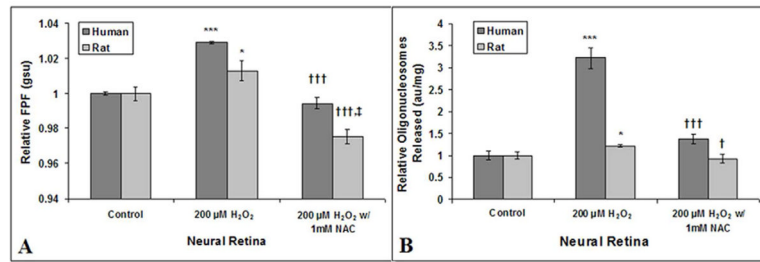 Relative FPF (gsu)
1.04
1.02
1
0.98
0.96
0.94
Human
Rat
***
*
†††
†††,‡
Control
200 µM H₂O₂
200 µM H₂O₂ w/
1mM NAC
Neural Retina
A
Relative Oligonucleosomes
Released (au/mg)
4
3.5
3
2.5
2
1.5
1
0.5
0
Human
Rat
***
*
†††
†
Control
200 µM H₂O₂
200 µM H₂O₂ w/
1mM NAC
Neural Retina
B